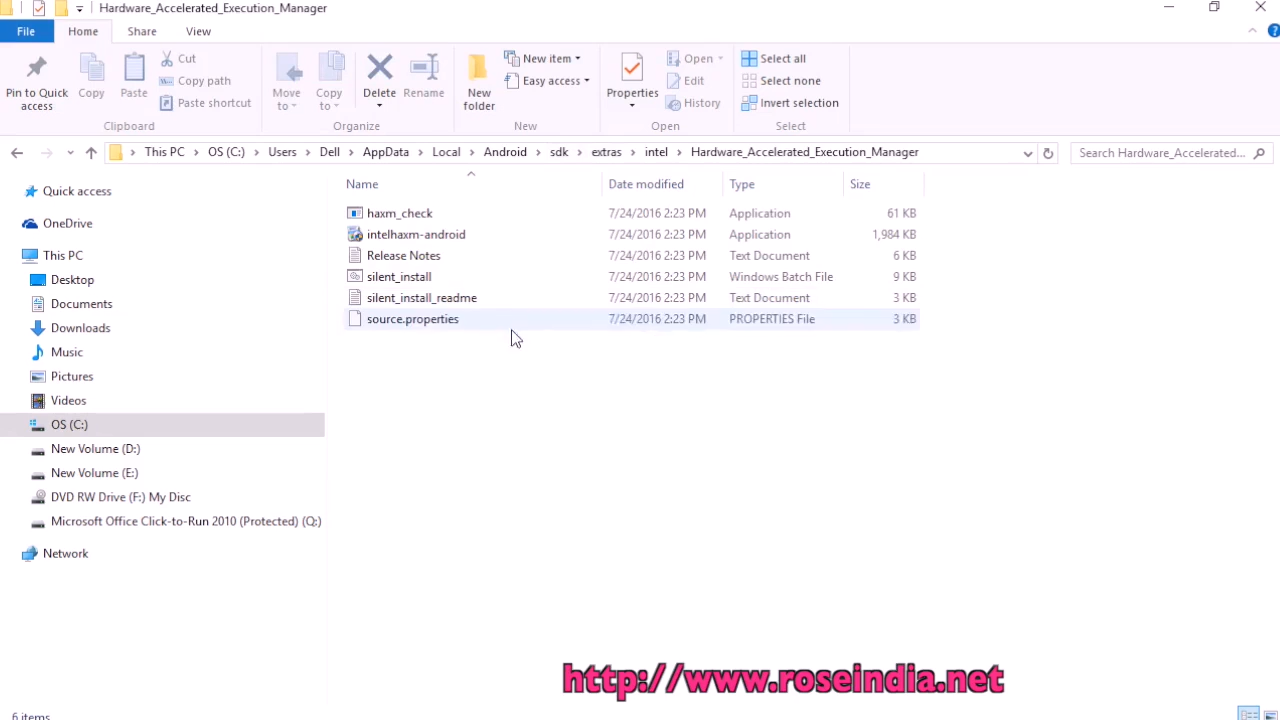 Hardware_Accelerated_Execution_Manager
File Home Share View
Pin to Quick access
Copy
Paste
Cut
Copy path
Paste shortcut
Clipboard
Move to
Copy to
Delete
Rename
Organize
New folder
New item
Easy access
New
Properties
Open
Edit
History
Open
Select all
Select none
Invert selection
Select
This PC > OS (C:) > Users > Dell > AppData > Local > Android > sdk > extras > intel > Hardware_Accelerated_Execution_Manager
Search Hardware_Accelerated...
Quick access
OneDrive
This PC
Desktop
Documents
Downloads
Music
Pictures
Videos
OS (C:)
New Volume (D:)
New Volume (E:)
DVD RW Drive (F:) My Disc
Microsoft Office Click-to-Run 2010 (Protected) (Q:)
Network
Name Date modified Type Size
haxm_check 7/24/2016 2:23 PM Application 61 KB
intelhaxm-android 7/24/2016 2:23 PM Application 1,984 KB
Release Notes 7/24/2016 2:23 PM Text Document 6 KB
silent_install 7/24/2016 2:23 PM Windows Batch File 9 KB
silent_install_readme 7/24/2016 2:23 PM Text Document 3 KB
source.properties 7/24/2016 2:23 PM PROPERTIES File 3 KB
http://www.roseindia.net
6 items